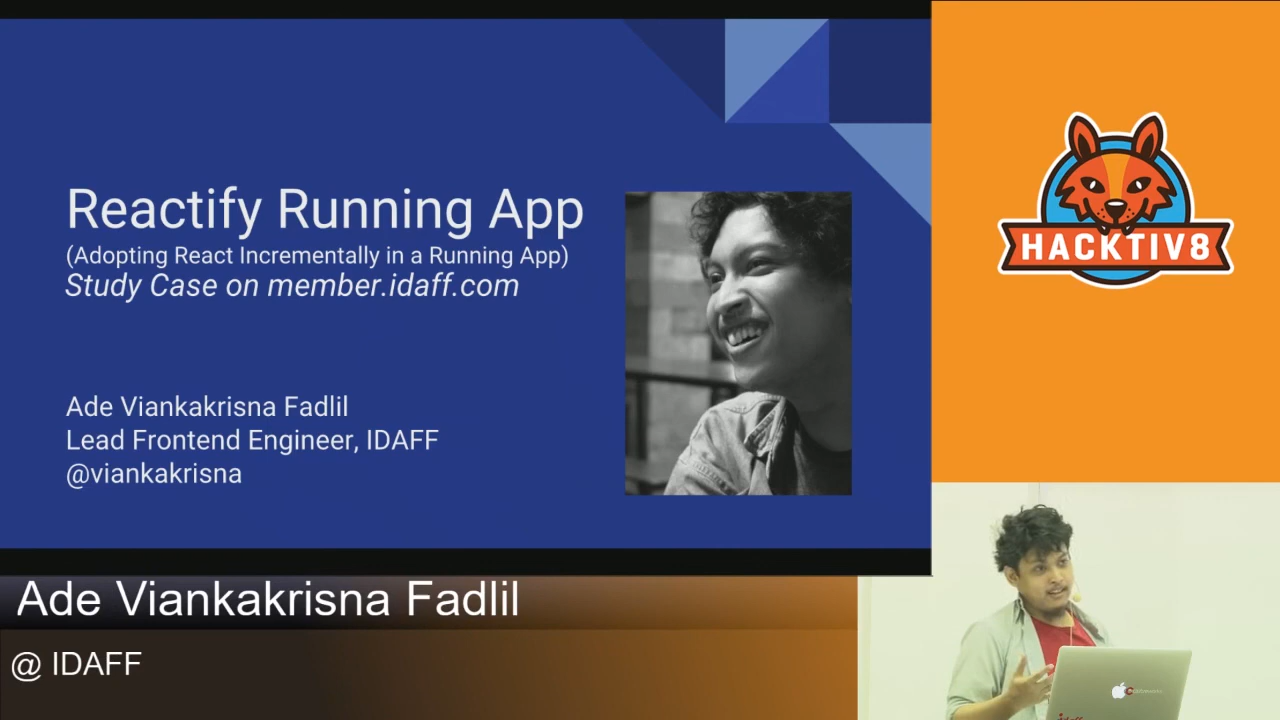 Reactify Running App
(Adopting React Incrementally in a Running App)
Study Case on member.idaff.com
Ade Viankakrisna Fadlil
Lead Frontend Engineer, IDAFF
@viankakrisna
HACKTIV8
Ade Viankakrisna Fadlil
@ IDAFF